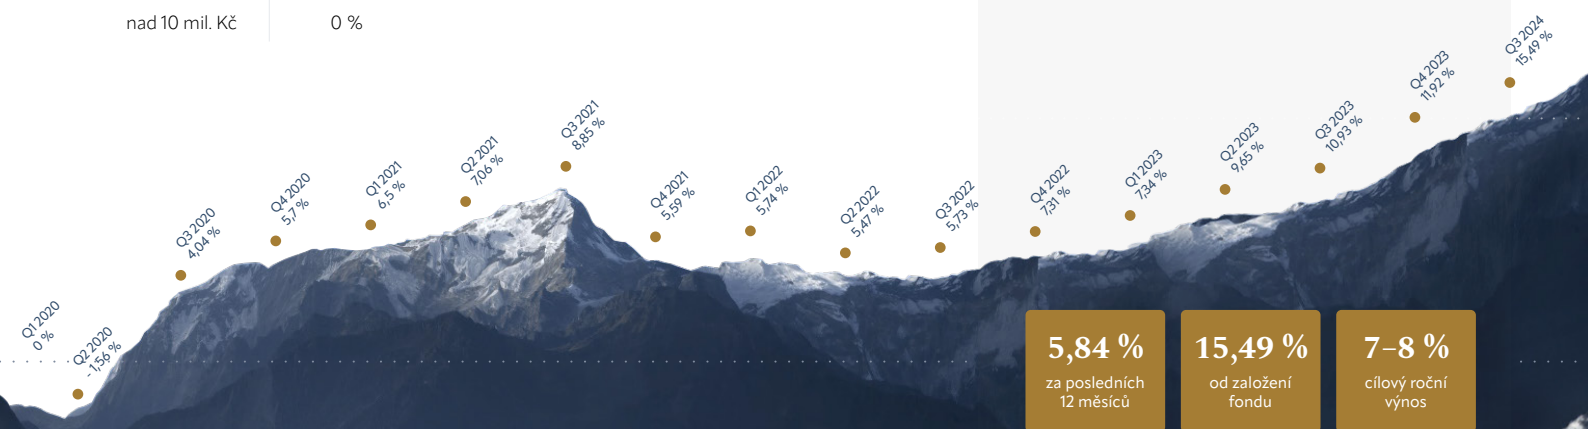 nad 10 mil. Kč
0 %
Q1 2020
0 %
Q2 2020
-1,56 %
Q3 2020
4,04 %
Q4 2020
5,7 %
Q1 2021
6,5 %
Q2 2021
7,06 %
Q3 2021
8,85 %
Q4 2021
5,59 %
Q1 2022
5,74 %
Q2 2022
5,47 %
Q3 2022
5,73 %
Q4 2022
7,31 %
Q1 2023
7,34 %
Q2 2023
9,65 %
Q3 2023
10,93 %
Q4 2023
11,92 %
Q3 2024
15,49 %
5,84 %
za posledních
12 měsíců
15,49 %
od založení
fondu
7–8 %
cílový roční
výnos